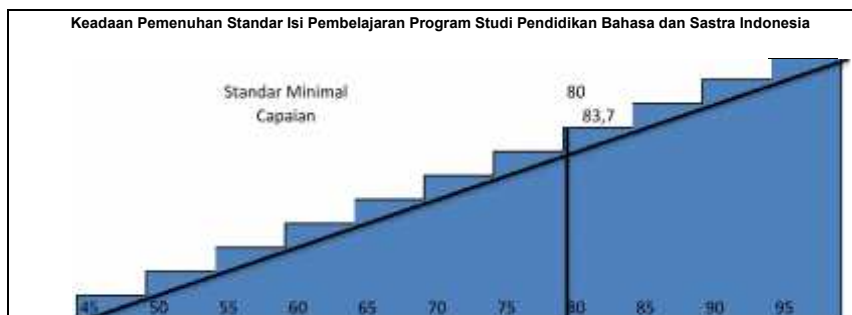 Keadaan Pemenuhan Standar Isi Pembelajaran Program Studi Pendidikan Bahasa dan Sastra Indonesia
Standar Minimal 80
Capaian 83,7
45 50 55 60 65 70 75 80 85 90 95